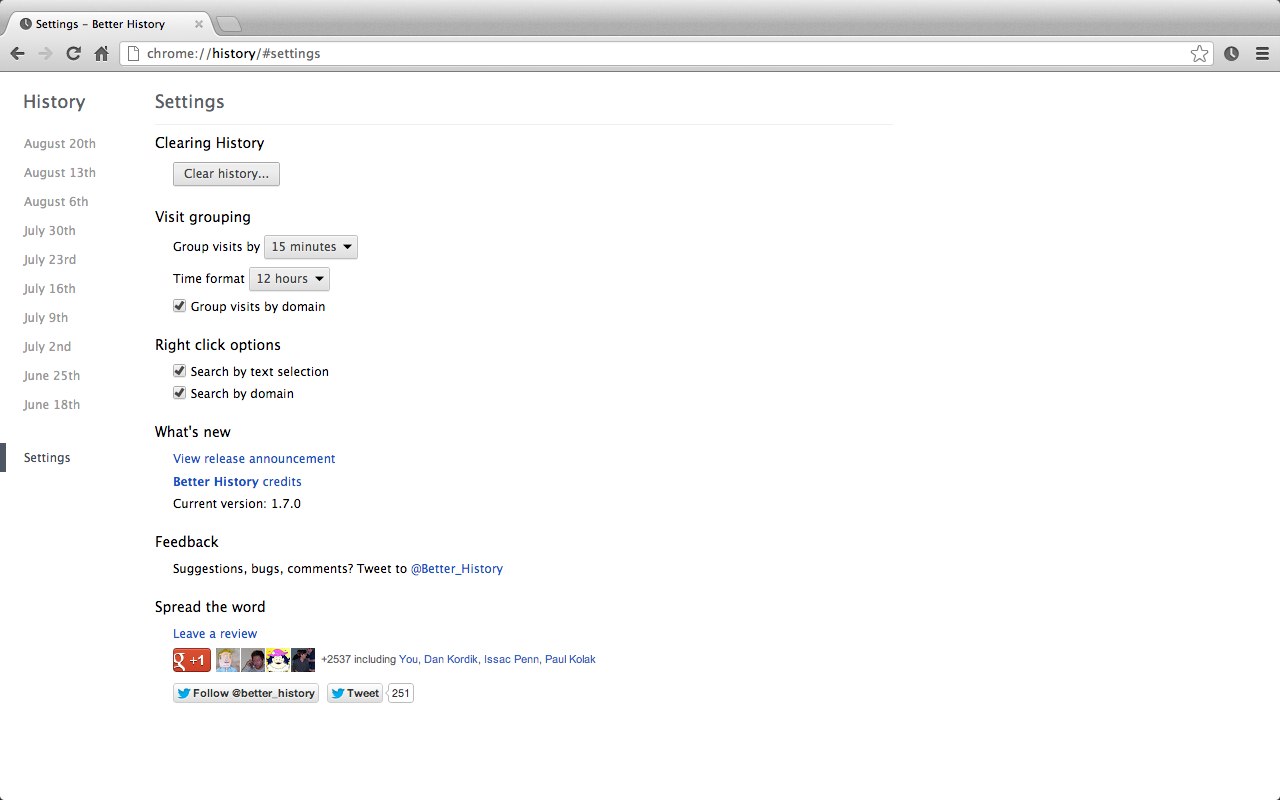 Settings – Better History
chrome://history/#settings
History
August 20th
August 13th
August 6th
July 30th
July 23rd
July 16th
July 9th
July 2nd
June 25th
June 18th
Settings
Settings
Clearing History
Clear history...
Visit grouping
Group visits by 15 minutes
Time format 12 hours
Group visits by domain
Right click options
Search by text selection
Search by domain
What's new
View release announcement
Better History credits
Current version: 1.7.0
Feedback
Suggestions, bugs, comments? Tweet to @Better_History
Spread the word
Leave a review
g +1 +2537 including You, Dan Kordik, Issac Penn, Paul Kolak
Follow @better_history Tweet 251